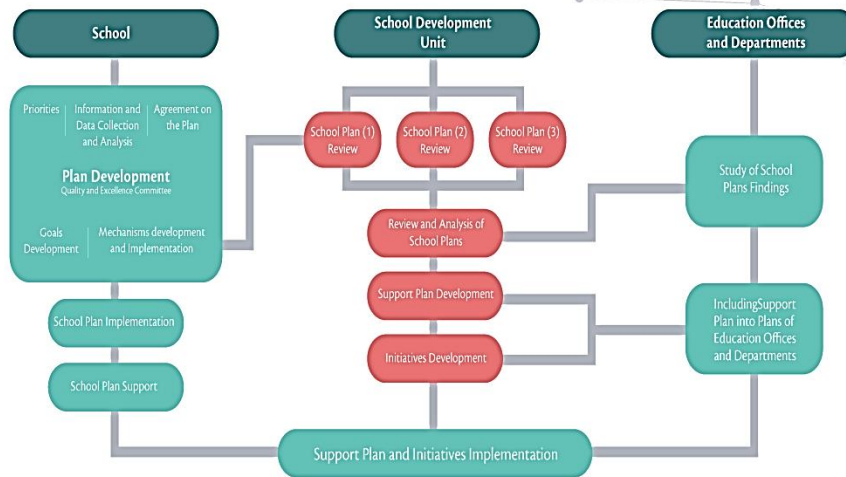 School
School Development
Unit
Education Offices
and Departments
Priorities
Information and
Data Collection
and Analysis
Agreement on
the Plan
Plan Development
Quality and Excellence Committee
Goals
Development
Mechanisms development
and Implementation
School Plan Implementation
School Plan Support
School Plan (1)
Review
School Plan (2)
Review
School Plan (3)
Review
Review and Analysis of
School Plans
Support Plan Development
Initiatives Development
Study of School
Plans Findings
IncludingSupport
Plan into Plans of
Education Offices
and Departments
Support Plan and Initiatives Implementation